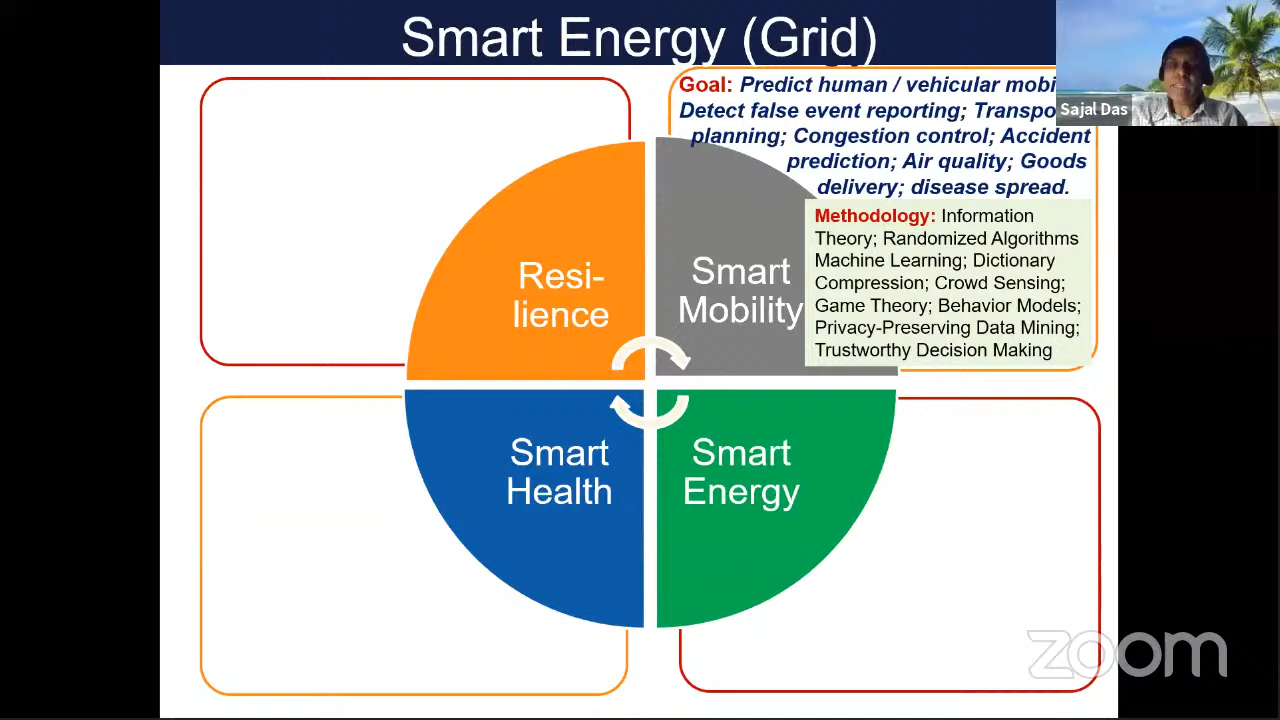 Smart Energy (Grid)
Goal: Predict human / vehicular
Detect false event reporting;
planning; Congestion control; Accident
prediction; Air quality; Goods
delivery; disease spread.
Sajal Das
Methodology: Information
Theory; Randomized Algorithms
Machine Learning; Dictionary
Compression; Crowd Sensing;
Game Theory; Behavior Models;
Privacy-Preserving Data Mining;
Trustworthy Decision Making
Resi-
lience
Smart
Mobility
Smart
Health
Smart
Energy
zoom